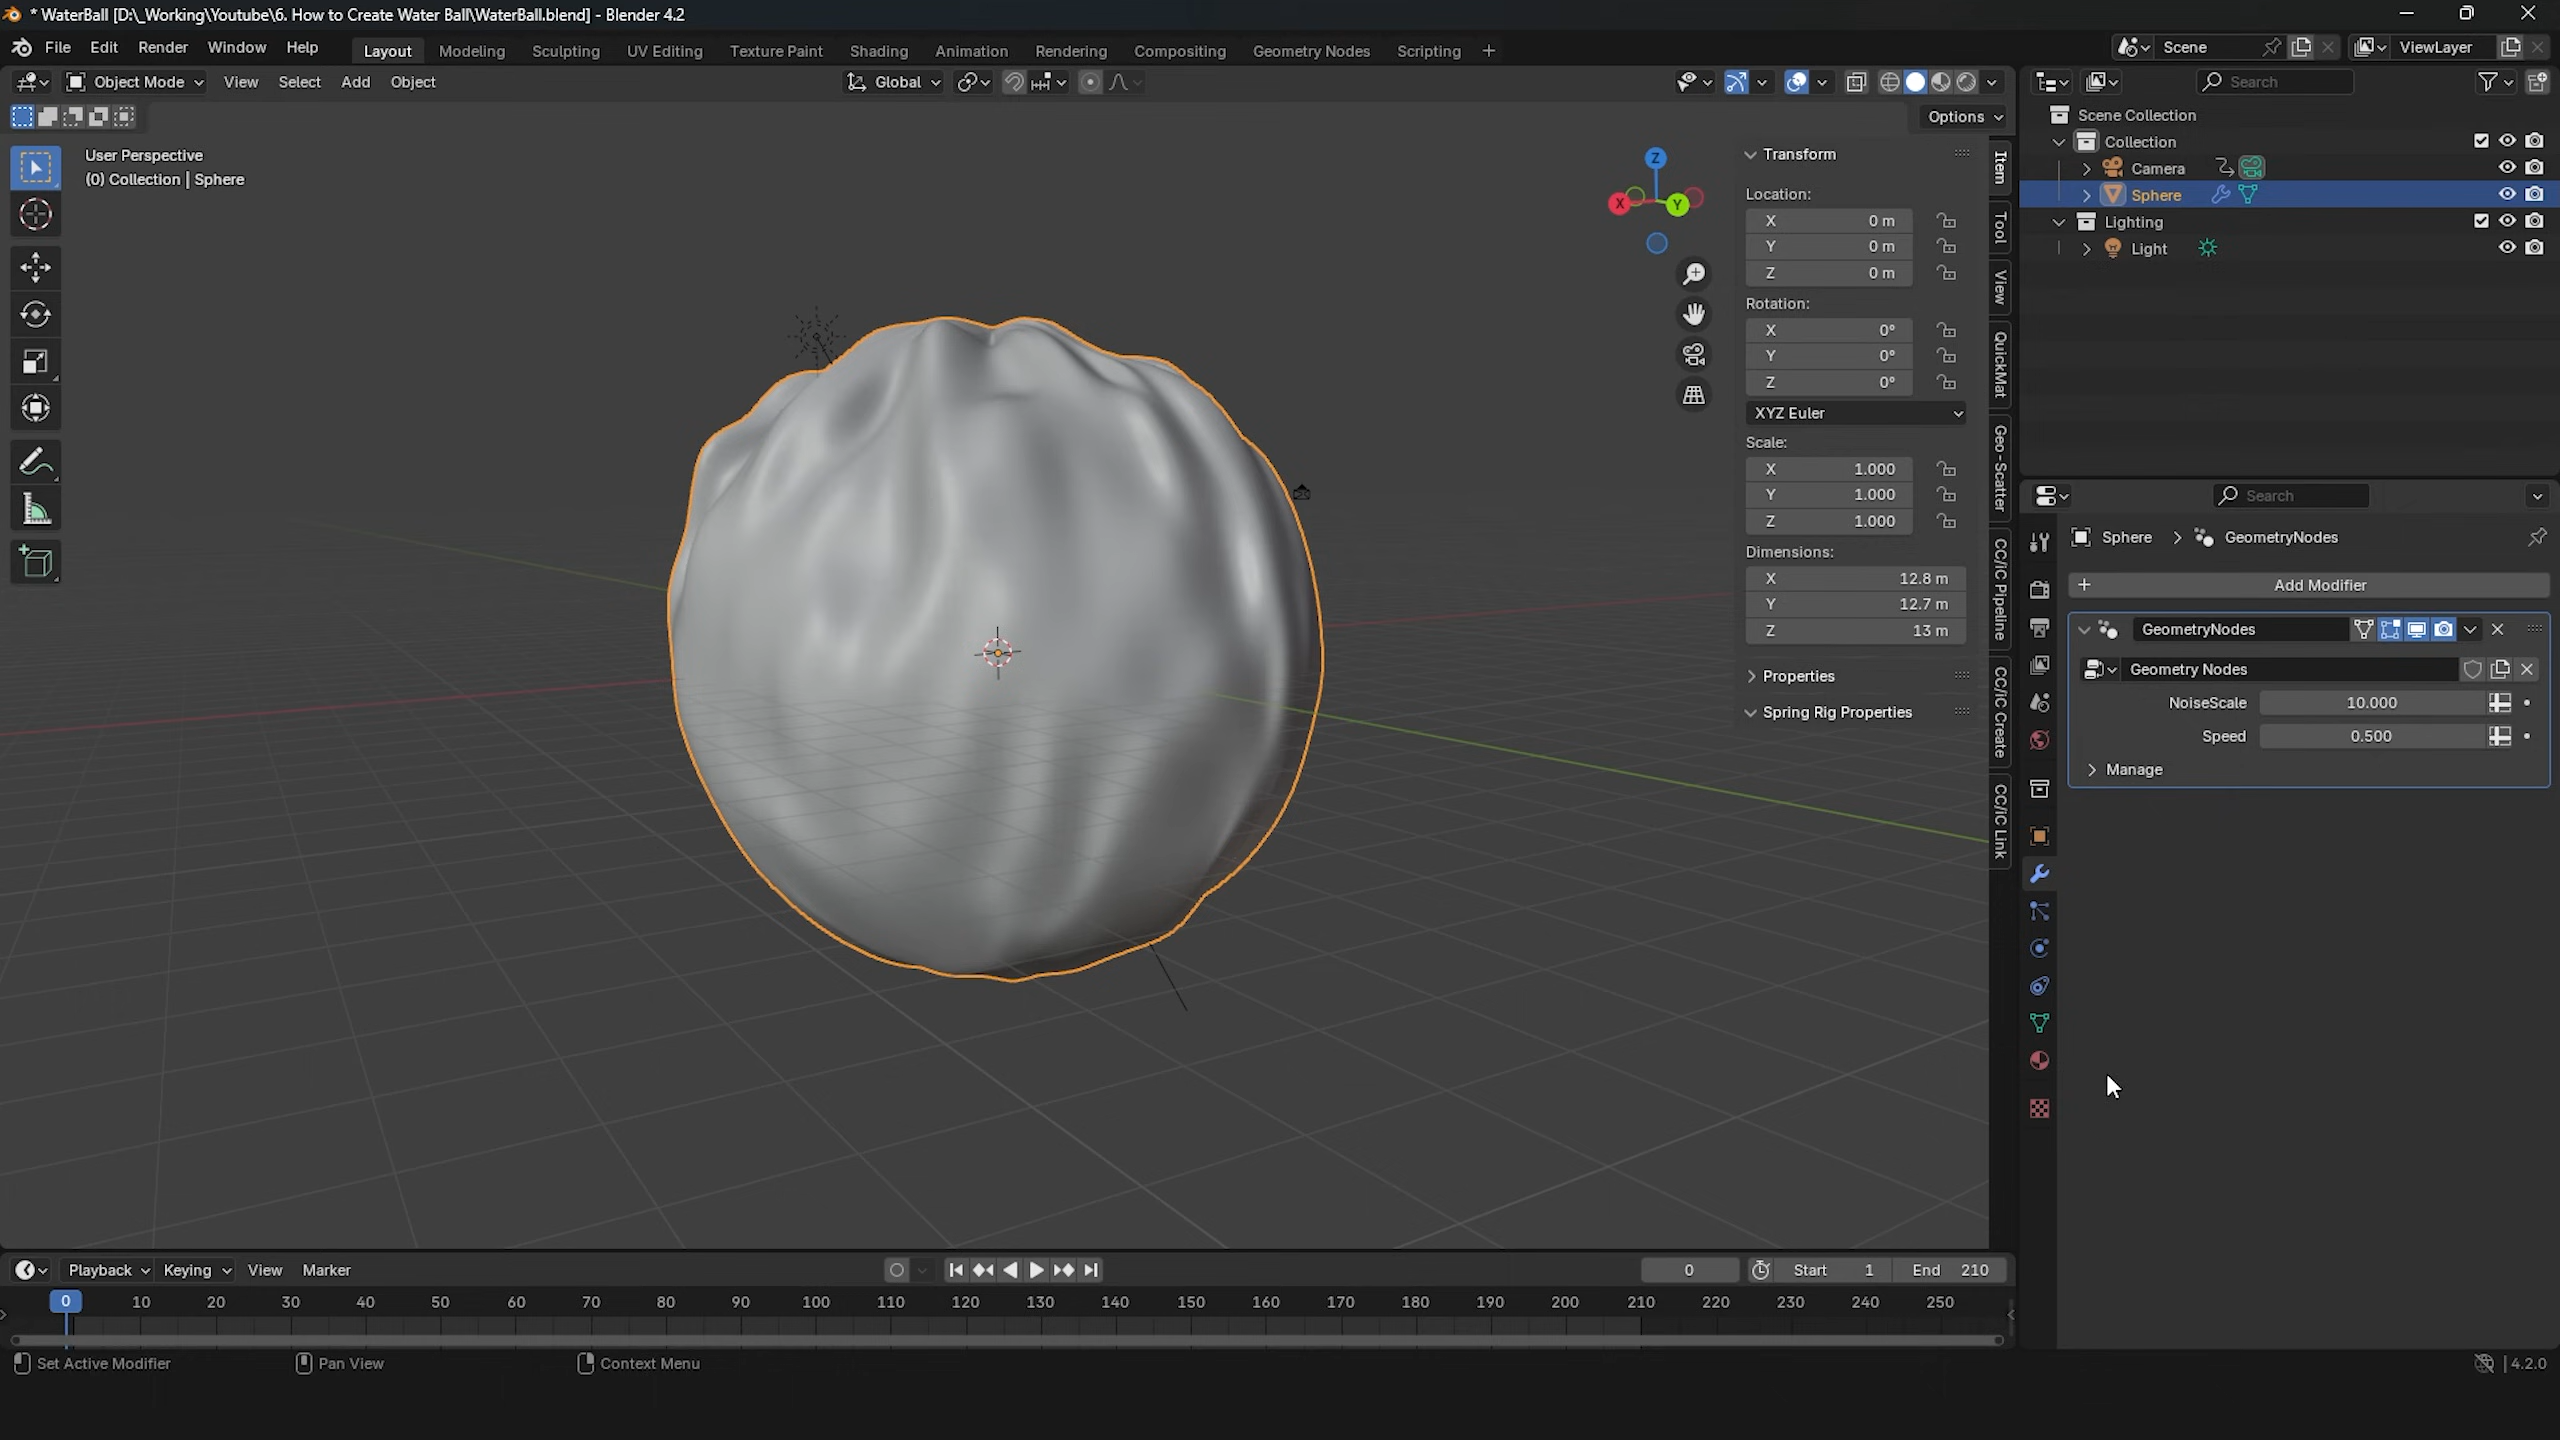 * WaterBall [D:\_Working\Youtube\6. How to Create Water Ball\WaterBall.blend] - Blender 4.2
File Edit Render Window Help Layout Modeling Sculpting UV Editing Texture Paint Shading Animation Rendering Compositing Geometry Nodes Scripting + Scene ViewLayer
Object Mode View Select Add Object Global Search
Options
User Perspective
(0) Collection | Sphere
Z
X
Y
Transform
Location:
X 0 m
Y 0 m
Z 0 m
Rotation:
X 0°
Y 0°
Z 0°
XYZ Euler
Scale:
X 1.000
Y 1.000
Z 1.000
Dimensions:
X 12.8 m
Y 12.7 m
Z 13 m
Properties
Spring Rig Properties
Item
Tool
View
QuickMat
Geo-Scatter
CC/iC Pipeline
CC/iC Create
CC/iC Link
Scene Collection
Collection
Camera
Sphere
Lighting
Light
Search
Sphere > GeometryNodes
+ Add Modifier
GeometryNodes
Geometry Nodes
NoiseScale 10.000
Speed 0.500
Manage
Playback Keying View Marker 0 Start 1 End 210
0 10 20 30 40 50 60 70 80 90 100 110 120 130 140 150 160 170 180 190 200 210 220 230 240 250
Set Active Modifier Pan View Context Menu 4.2.0